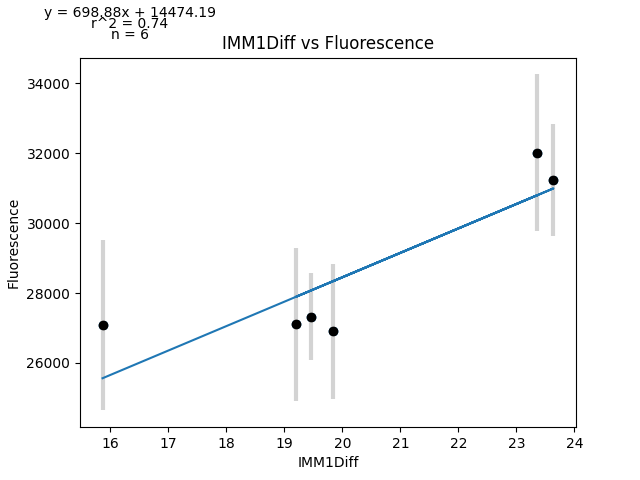 y = 698.88x + 14474.19
r^2 = 0.74
n = 6
IMM1Diff vs Fluorescence
34000
32000
30000
28000
26000
Fluorescence
16 17 18 19 20 21 22 23 24
IMM1Diff